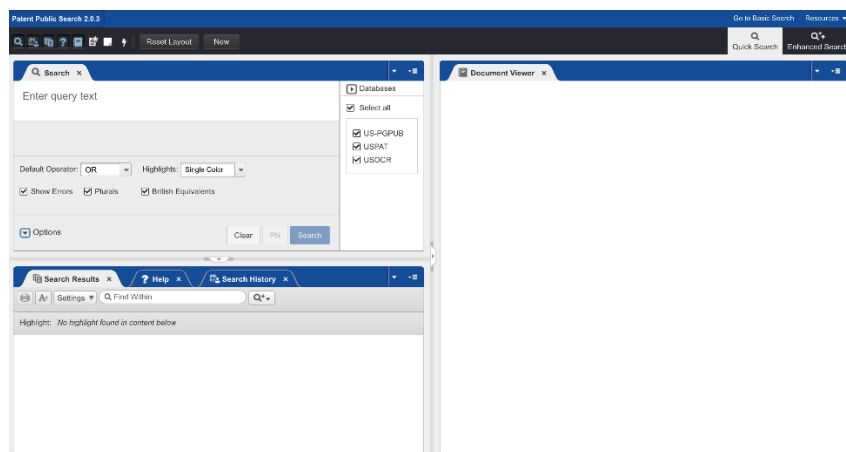 Patent Public Search 2.0.3
Go to Basic Search Resources
Reset Layout New
Quick Search Enhanced Search
Search
Enter query text
Databases
Select all
US-PGPUB
USPAT
USOCR
Default Operator: OR Highlights: Single Color
Show Errors Plurals British Equivalents
Options
Clear PN Search
Search Results Help Search History
Settings Find Within
Highlight: No highlight found in content below
Document Viewer